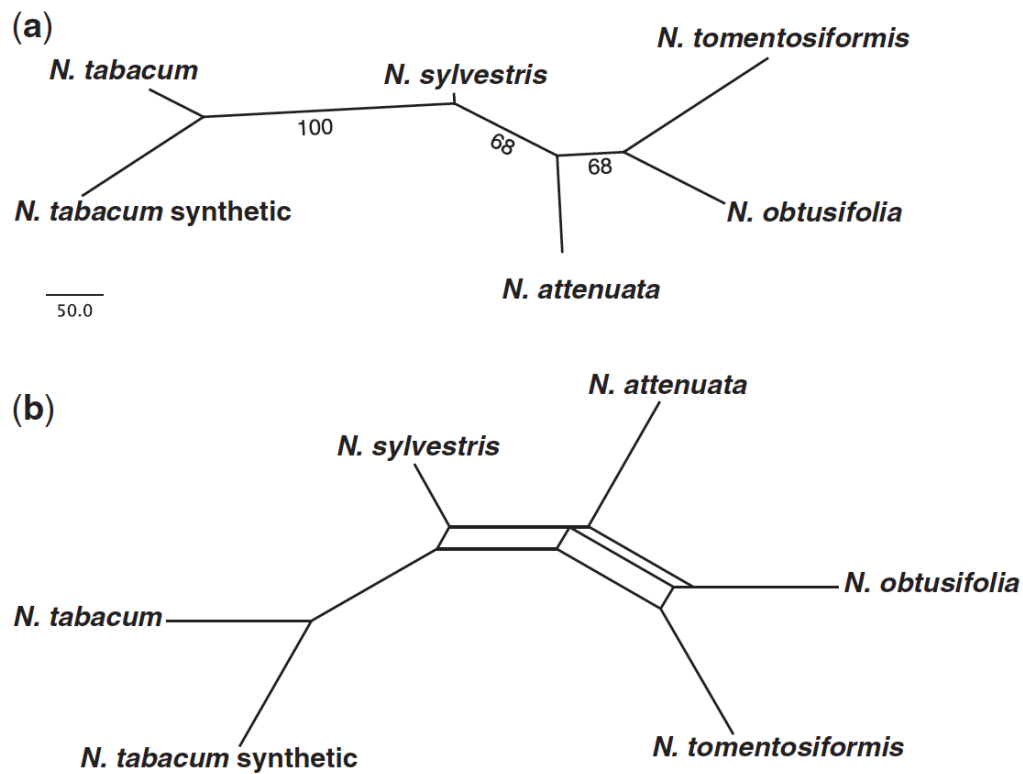 (a)
N. tomentosiformis
N. tabacum
N. sylvestris
100
68
68
N. tabacum synthetic
N. obtusifolia
N. attenuata
50.0
(b)
N. attenuata
N. sylvestris
N. obtusifolia
N. tabacum
N. tabacum synthetic
N. tomentosiformis